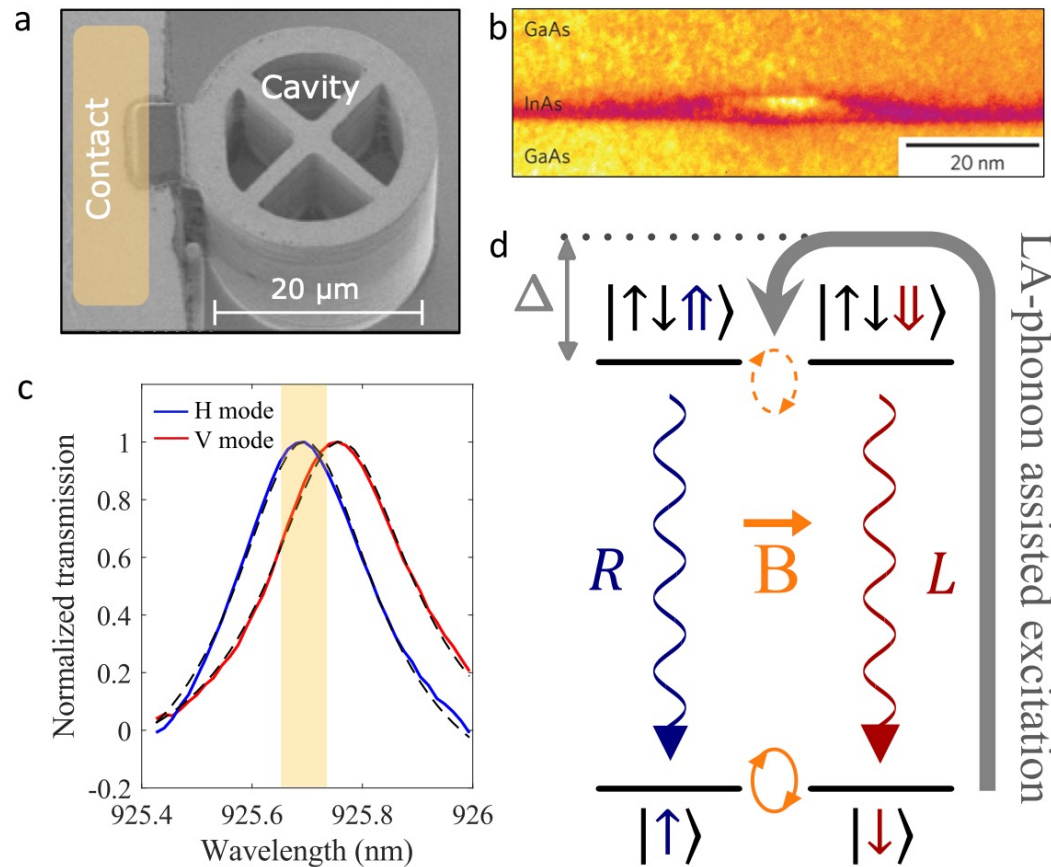 a
Contact
Cavity
20 μm
b
GaAs
InAs
GaAs
20 nm
c
H mode
V mode
Normalized transmission
1
0.8
0.6
0.4
0.2
0
-0.2
925.4
925.6
925.8
926
Wavelength (nm)
d
Δ
|↑↓⇑⟩
|↑↓⇓⟩
R
B
L
|↑⟩
|↓⟩
LA-phonon assisted excitation